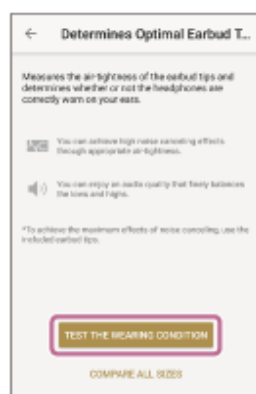 ← Determines Optimal Earbud T...
Measures the air-tightness of the earbud tips and
determines whether or not the headphones are
correctly worn on your ears.
You can achieve high noise canceling effects
through appropriate air-tightness.
You can enjoy an audio quality that finely balances
the lows and highs.
*To achieve the maximum effects of noise canceling, use the
included earbud tips.
TEST THE WEARING CONDITION
COMPARE ALL SIZES